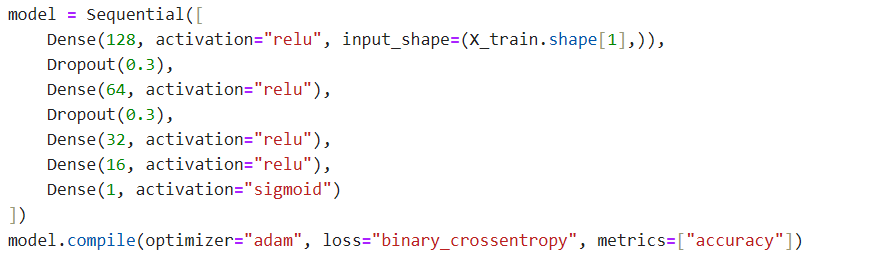 model = Sequential([
    Dense(128, activation="relu", input_shape=(X_train.shape[1],)),
    Dropout(0.3),
    Dense(64, activation="relu"),
    Dropout(0.3),
    Dense(32, activation="relu"),
    Dense(16, activation="relu"),
    Dense(1, activation="sigmoid")
])
model.compile(optimizer="adam", loss="binary_crossentropy", metrics=["accuracy"])